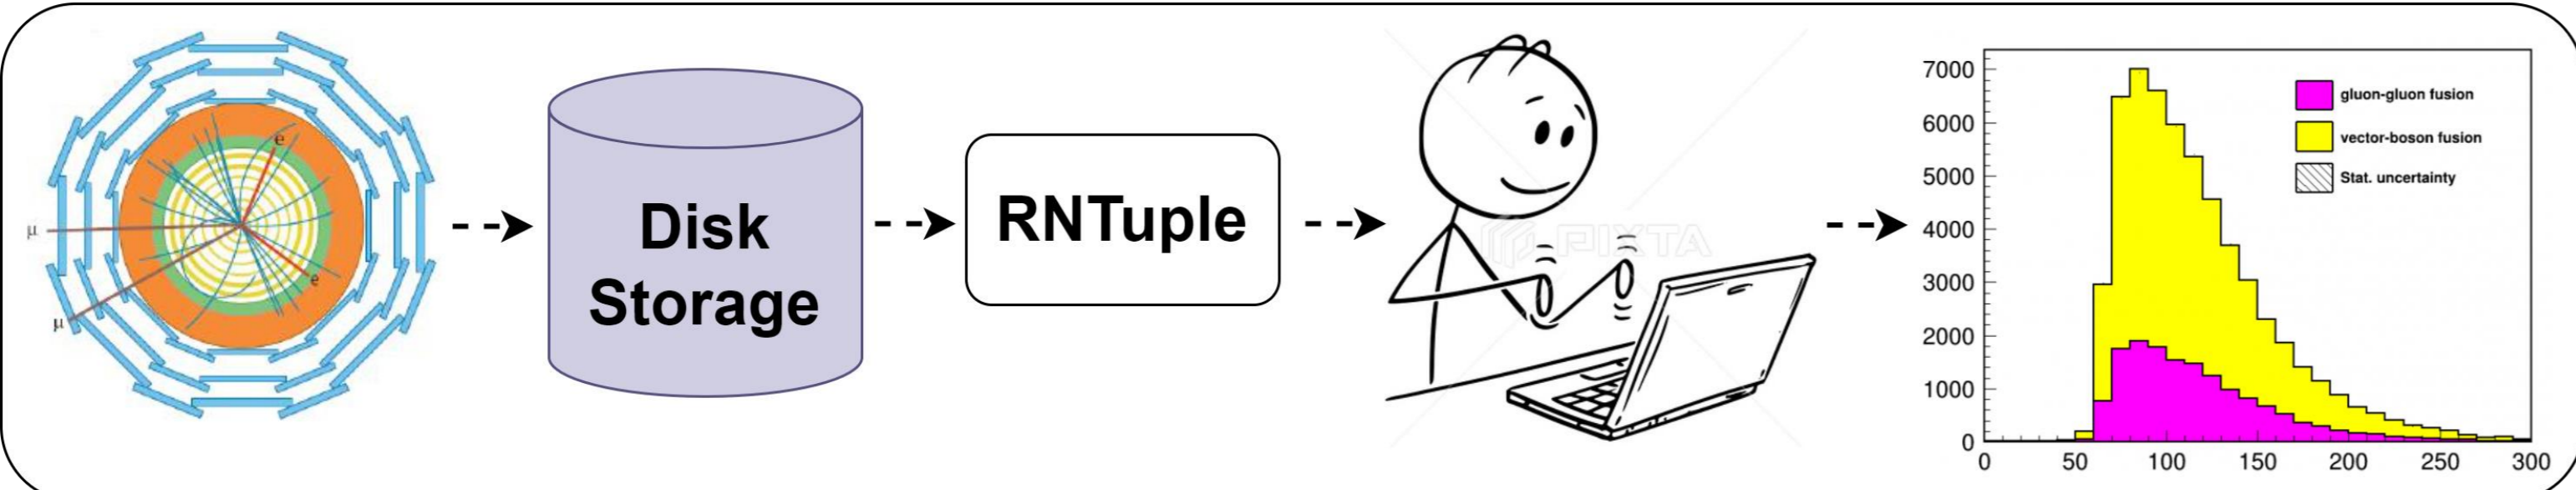 μ
μ
e
e
Disk
Storage
RNTuple
PIXTA
7000
6000
5000
4000
3000
2000
1000
0
0 50 100 150 200 250 300
gluon-gluon fusion
vector-boson fusion
Stat. uncertainty